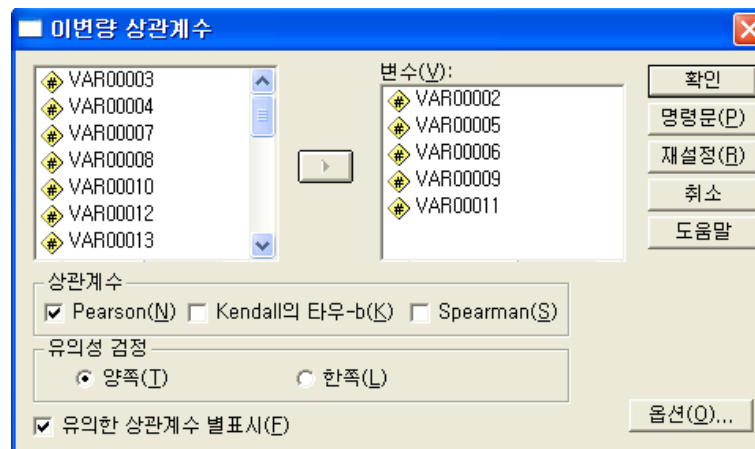 이변량 상관계수
VAR00003
VAR00004
VAR00007
VAR00008
VAR00010
VAR00012
VAR00013
변수(V):
VAR00002
VAR00005
VAR00006
VAR00009
VAR00011
확인
명령문(P)
재설정(R)
취소
도움말
상관계수
Pearson(N) Kendall의 타우-b(K) Spearman(S)
유의성 검정
양쪽(T) 한쪽(L)
유의한 상관계수 별표시(F)
옵션(O)...